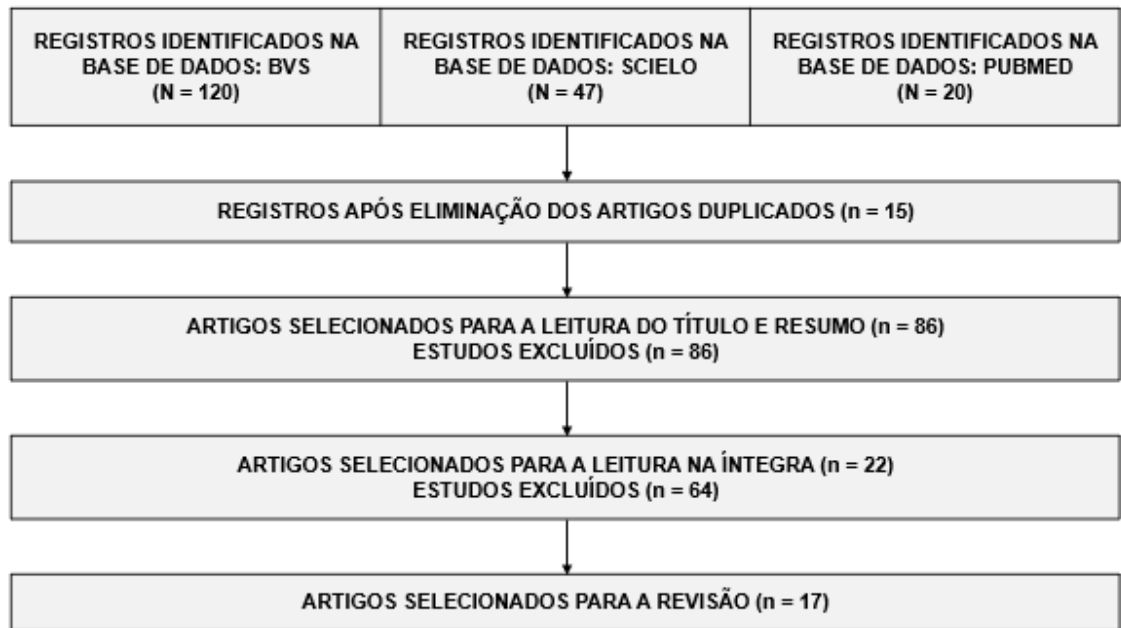 REGISTROS IDENTIFICADOS NA
BASE DE DADOS: BVS
(N = 120)
REGISTROS IDENTIFICADOS NA
BASE DE DADOS: SCIELO
(N = 47)
REGISTROS IDENTIFICADOS NA
BASE DE DADOS: PUBMED
(N = 20)
REGISTROS APÓS ELIMINAÇÃO DOS ARTIGOS DUPLICADOS (n = 15)
ARTIGOS SELECIONADOS PARA A LEITURA DO TÍTULO E RESUMO (n = 86)
ESTUDOS EXCLUÍDOS (n = 86)
ARTIGOS SELECIONADOS PARA A LEITURA NA ÍNTEGRA (n = 22)
ESTUDOS EXCLUÍDOS (n = 64)
ARTIGOS SELECIONADOS PARA A REVISÃO (n = 17)